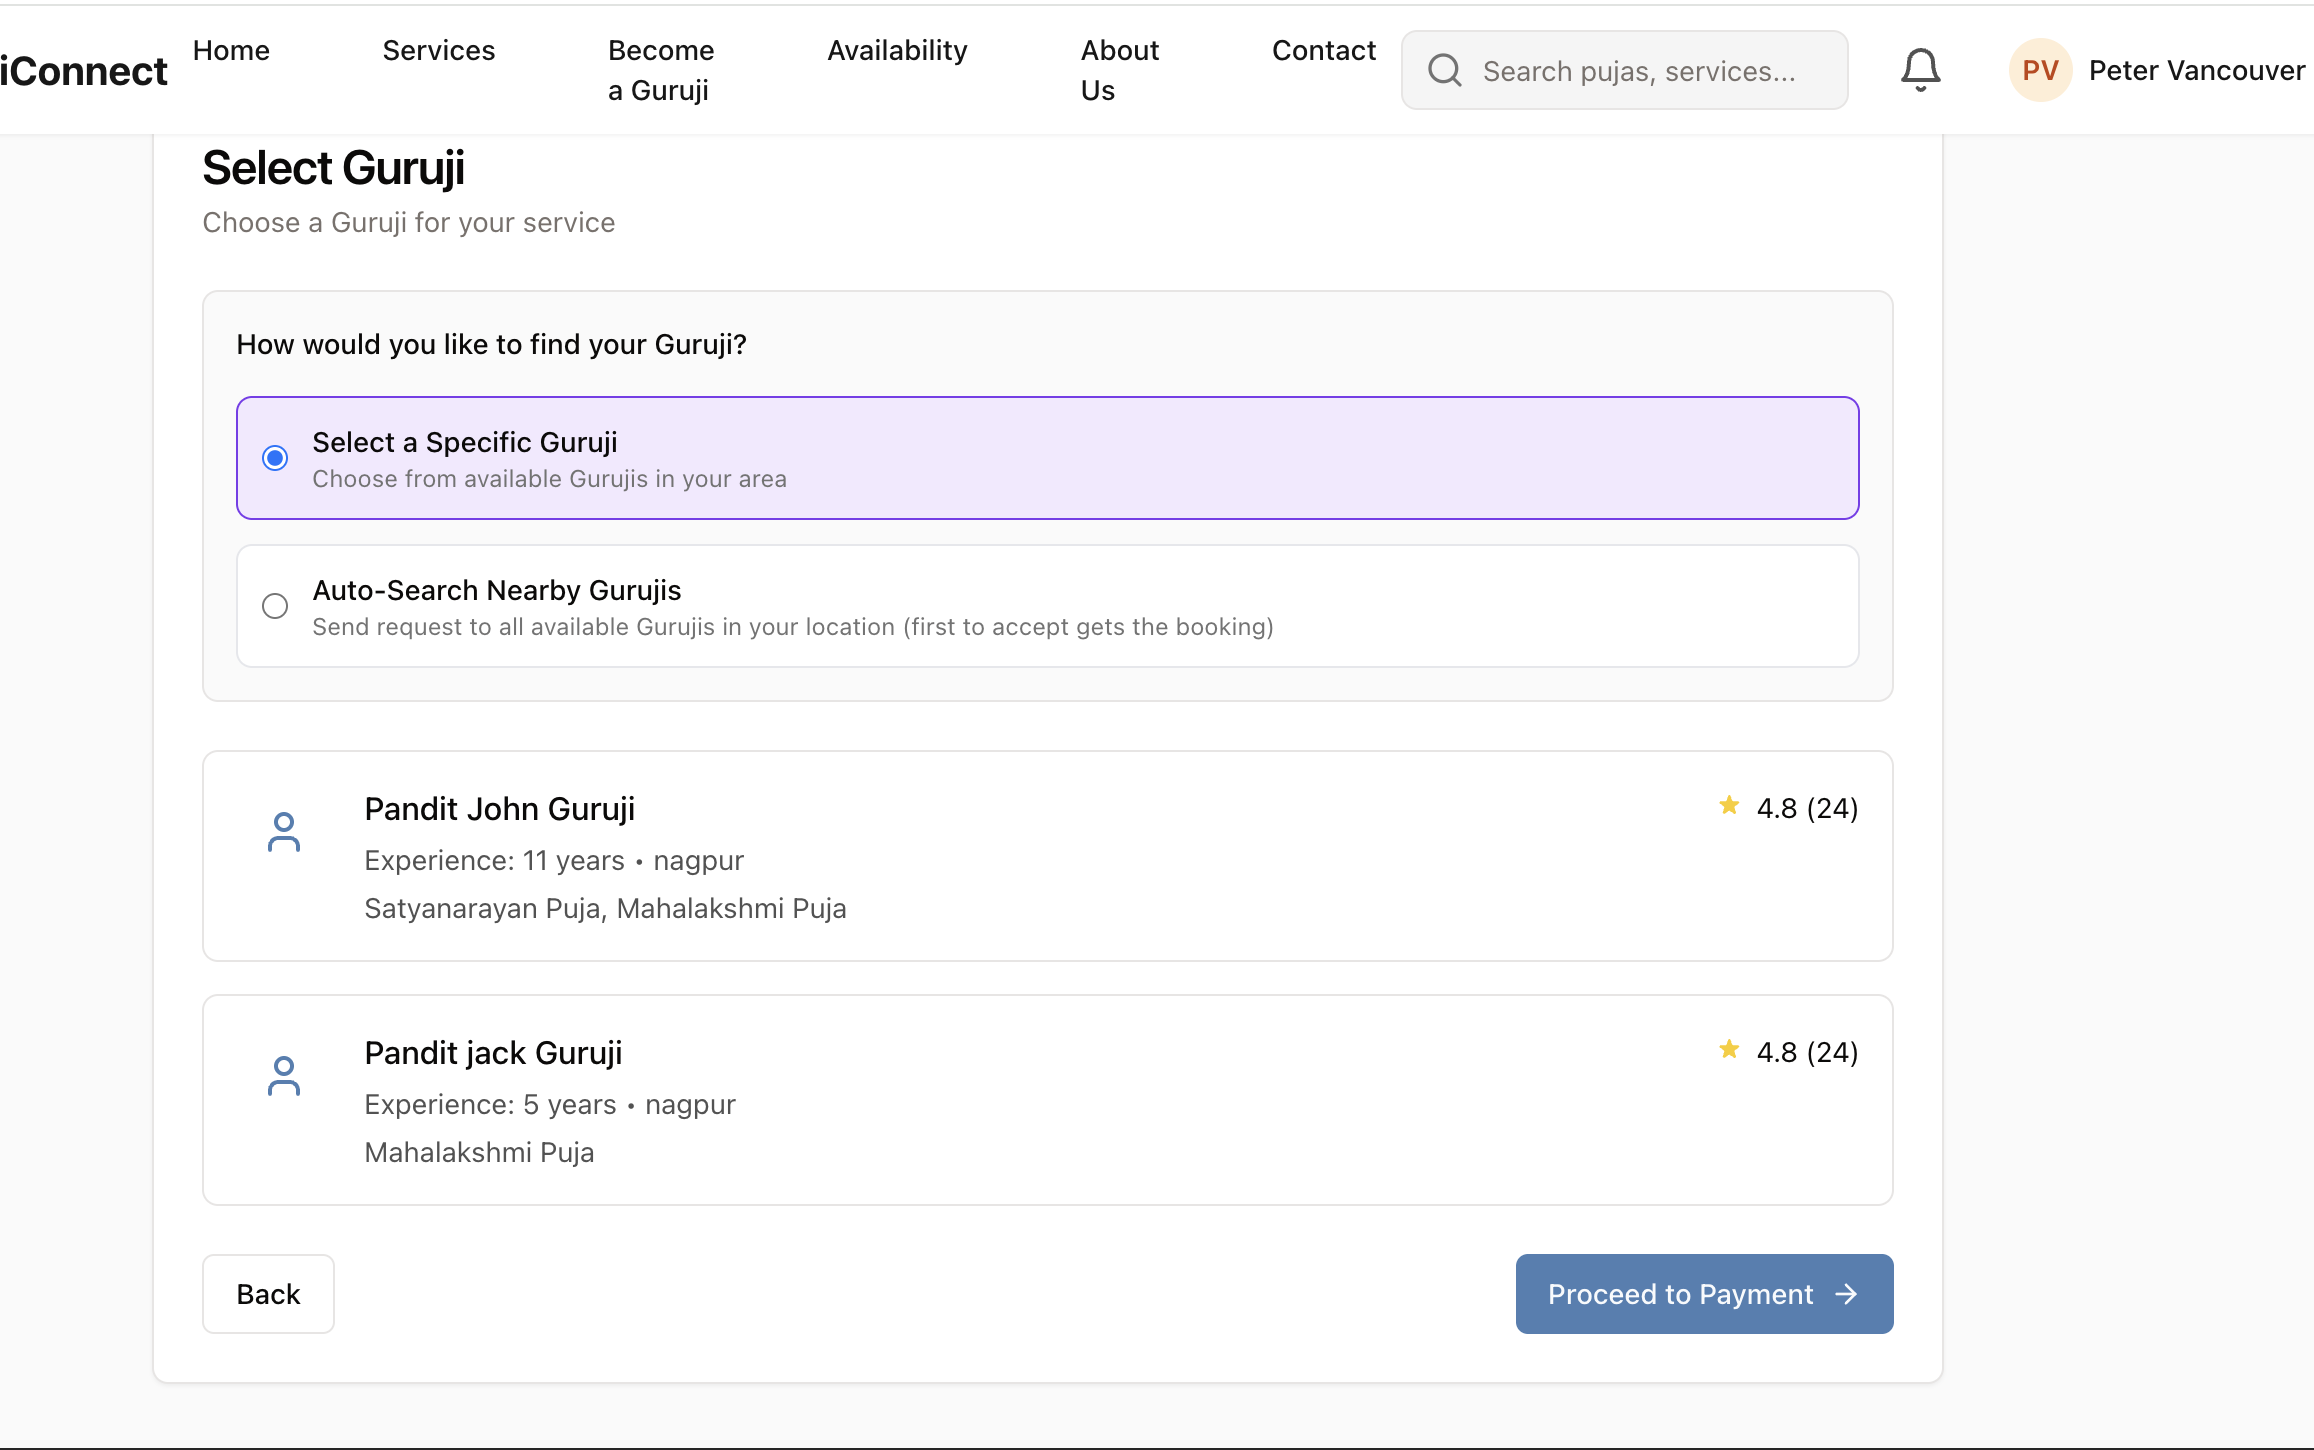 iConnect
Home
Services
Become
a Guruji
Availability
About
Us
Contact
Search pujas, services...
PV
Peter Vancouver
Select Guruji
Choose a Guruji for your service
How would you like to find your Guruji?
Select a Specific Guruji
Choose from available Gurujis in your area
Auto-Search Nearby Gurujis
Send request to all available Gurujis in your location (first to accept gets the booking)
Pandit John Guruji
4.8 (24)
Experience: 11 years • nagpur
Satyanarayan Puja, Mahalakshmi Puja
Pandit jack Guruji
4.8 (24)
Experience: 5 years • nagpur
Mahalakshmi Puja
Back
Proceed to Payment →